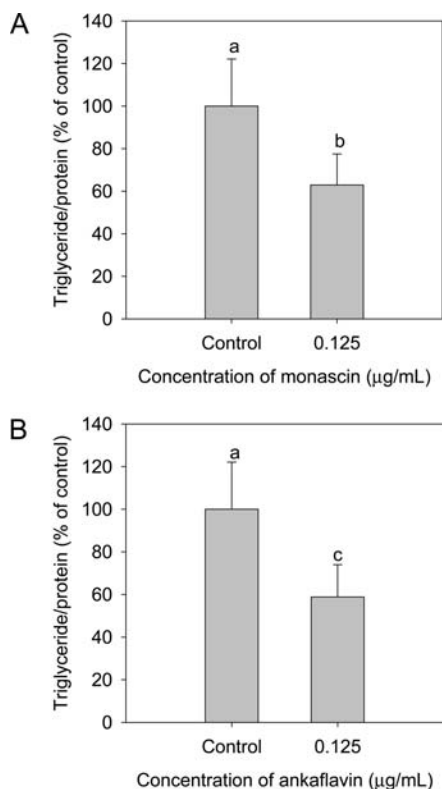 A
Triglyceride/protein (% of control)
140
120
100
80
60
40
20
0
a
b
Control 0.125
Concentration of monascin (μg/mL)
B
Triglyceride/protein (% of control)
140
120
100
80
60
40
20
0
a
c
Control 0.125
Concentration of ankaflavin (μg/mL)